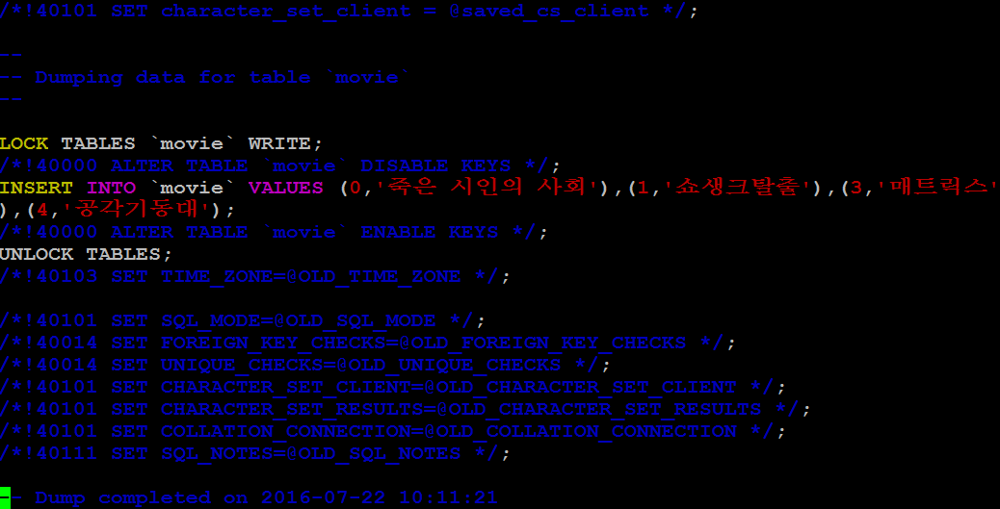 /*!40101 SET character_set_client = @saved_cs_client */;
--
-- Dumping data for table `movie`
--
LOCK TABLES `movie` WRITE;
/*!40000 ALTER TABLE `movie` DISABLE KEYS */;
INSERT INTO `movie` VALUES (0,'죽은 시인의 사회'),(1,'쇼생크탈출'),(3,'매트릭스'
),(4,'공각기동대');
/*!40000 ALTER TABLE `movie` ENABLE KEYS */;
UNLOCK TABLES;
/*!40103 SET TIME_ZONE=@OLD_TIME_ZONE */;
/*!40101 SET SQL_MODE=@OLD_SQL_MODE */;
/*!40014 SET FOREIGN_KEY_CHECKS=@OLD_FOREIGN_KEY_CHECKS */;
/*!40014 SET UNIQUE_CHECKS=@OLD_UNIQUE_CHECKS */;
/*!40101 SET CHARACTER_SET_CLIENT=@OLD_CHARACTER_SET_CLIENT */;
/*!40101 SET CHARACTER_SET_RESULTS=@OLD_CHARACTER_SET_RESULTS */;
/*!40101 SET COLLATION_CONNECTION=@OLD_COLLATION_CONNECTION */;
/*!40111 SET SQL_NOTES=@OLD_SQL_NOTES */;
-- Dump completed on 2016-07-22 10:11:21